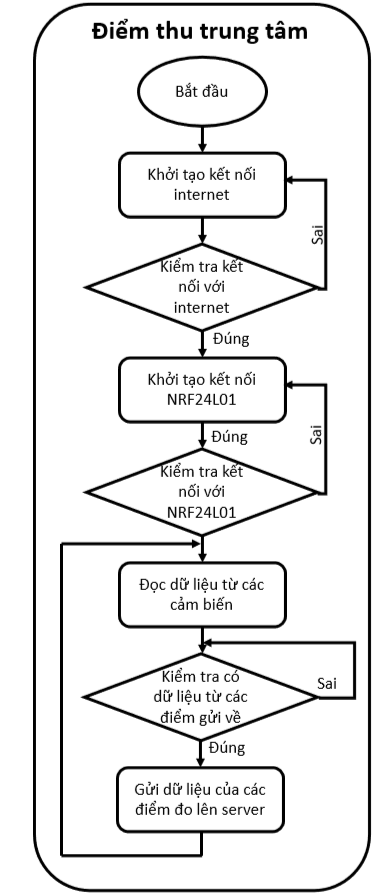 Điểm thu trung tâm
Bắt đầu
Khởi tạo kết nối
internet
Sai
Kiểm tra kết
nối với
internet
Đúng
Khởi tạo kết nối
NRF24L01
Đúng
Sai
Kiểm tra kết
nối với
NRF24L01
Đọc dữ liệu từ các
cảm biến
Kiểm tra có
dữ liệu từ các
điểm gửi về
Sai
Đúng
Gửi dữ liệu của các
điểm đo lên server